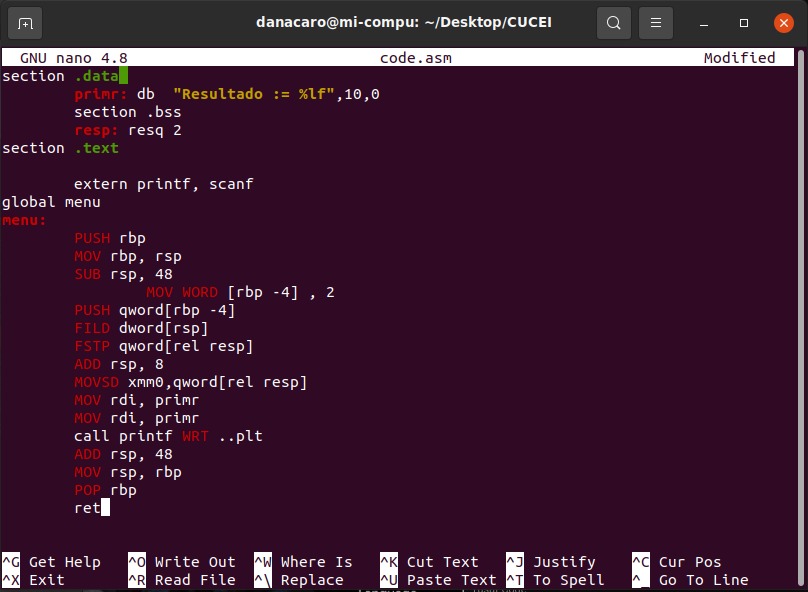 danacaro@mi-compu: ~/Desktop/CUCEI
GNU nano 4.8 code.asm Modified
section .data
primr: db "Resultado := %lf",10,0
section .bss
resp: resq 2
section .text
extern printf, scanf
global menu
menu:
PUSH rbp
MOV rbp, rsp
SUB rsp, 48
MOV WORD [rbp -4] , 2
PUSH qword[rbp -4]
FILD dword[rsp]
FSTP qword[rel resp]
ADD rsp, 8
MOVSD xmm0,qword[rel resp]
MOV rdi, primr
MOV rdi, primr
call printf WRT ..plt
ADD rsp, 48
MOV rsp, rbp
POP rbp
ret
^G Get Help ^O Write Out ^W Where Is ^K Cut Text ^J Justify ^C Cur Pos
^X Exit ^R Read File ^\ Replace ^U Paste Text ^T To Spell ^_ Go To Line